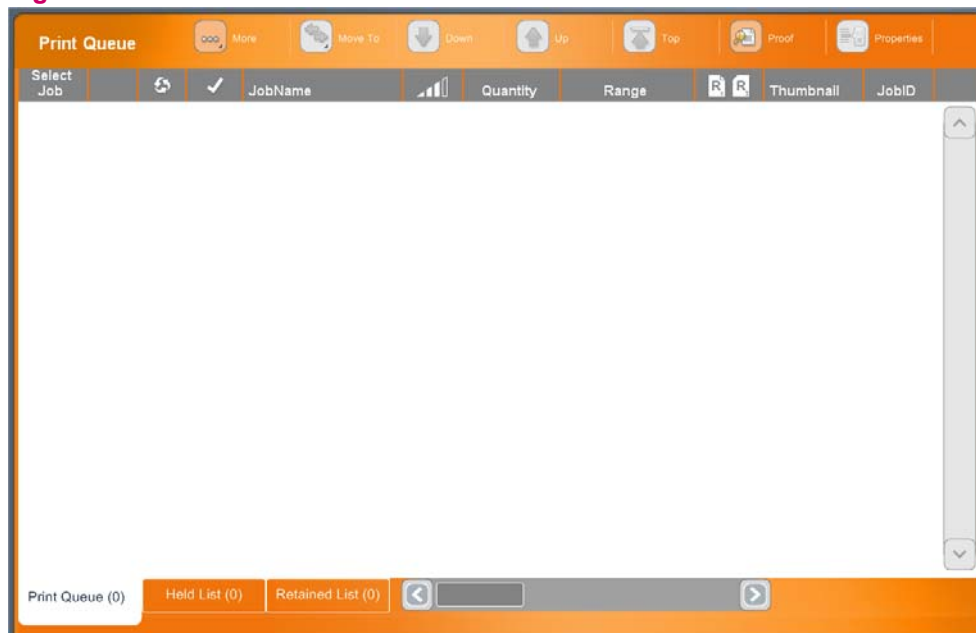 Print Queue More Move To Down Up Top Proof Properties
Select Job JobName Quantity Range R R Thumbnail JobID
Print Queue (0) Held List (0) Retained List (0)